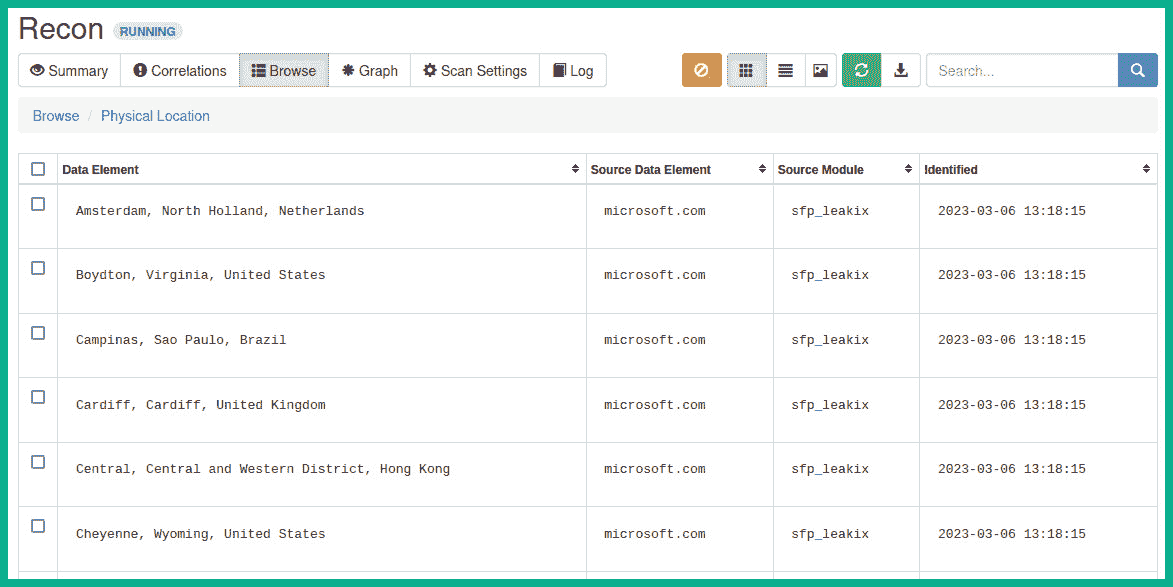 Recon RUNNING
Summary Correlations Browse Graph Scan Settings Log Search...
Browse / Physical Location
Data Element Source Data Element Source Module Identified
Amsterdam, North Holland, Netherlands microsoft.com sfp_leakix 2023-03-06 13:18:15
Boydton, Virginia, United States microsoft.com sfp_leakix 2023-03-06 13:18:15
Campinas, Sao Paulo, Brazil microsoft.com sfp_leakix 2023-03-06 13:18:15
Cardiff, Cardiff, United Kingdom microsoft.com sfp_leakix 2023-03-06 13:18:15
Central, Central and Western District, Hong Kong microsoft.com sfp_leakix 2023-03-06 13:18:15
Cheyenne, Wyoming, United States microsoft.com sfp_leakix 2023-03-06 13:18:15